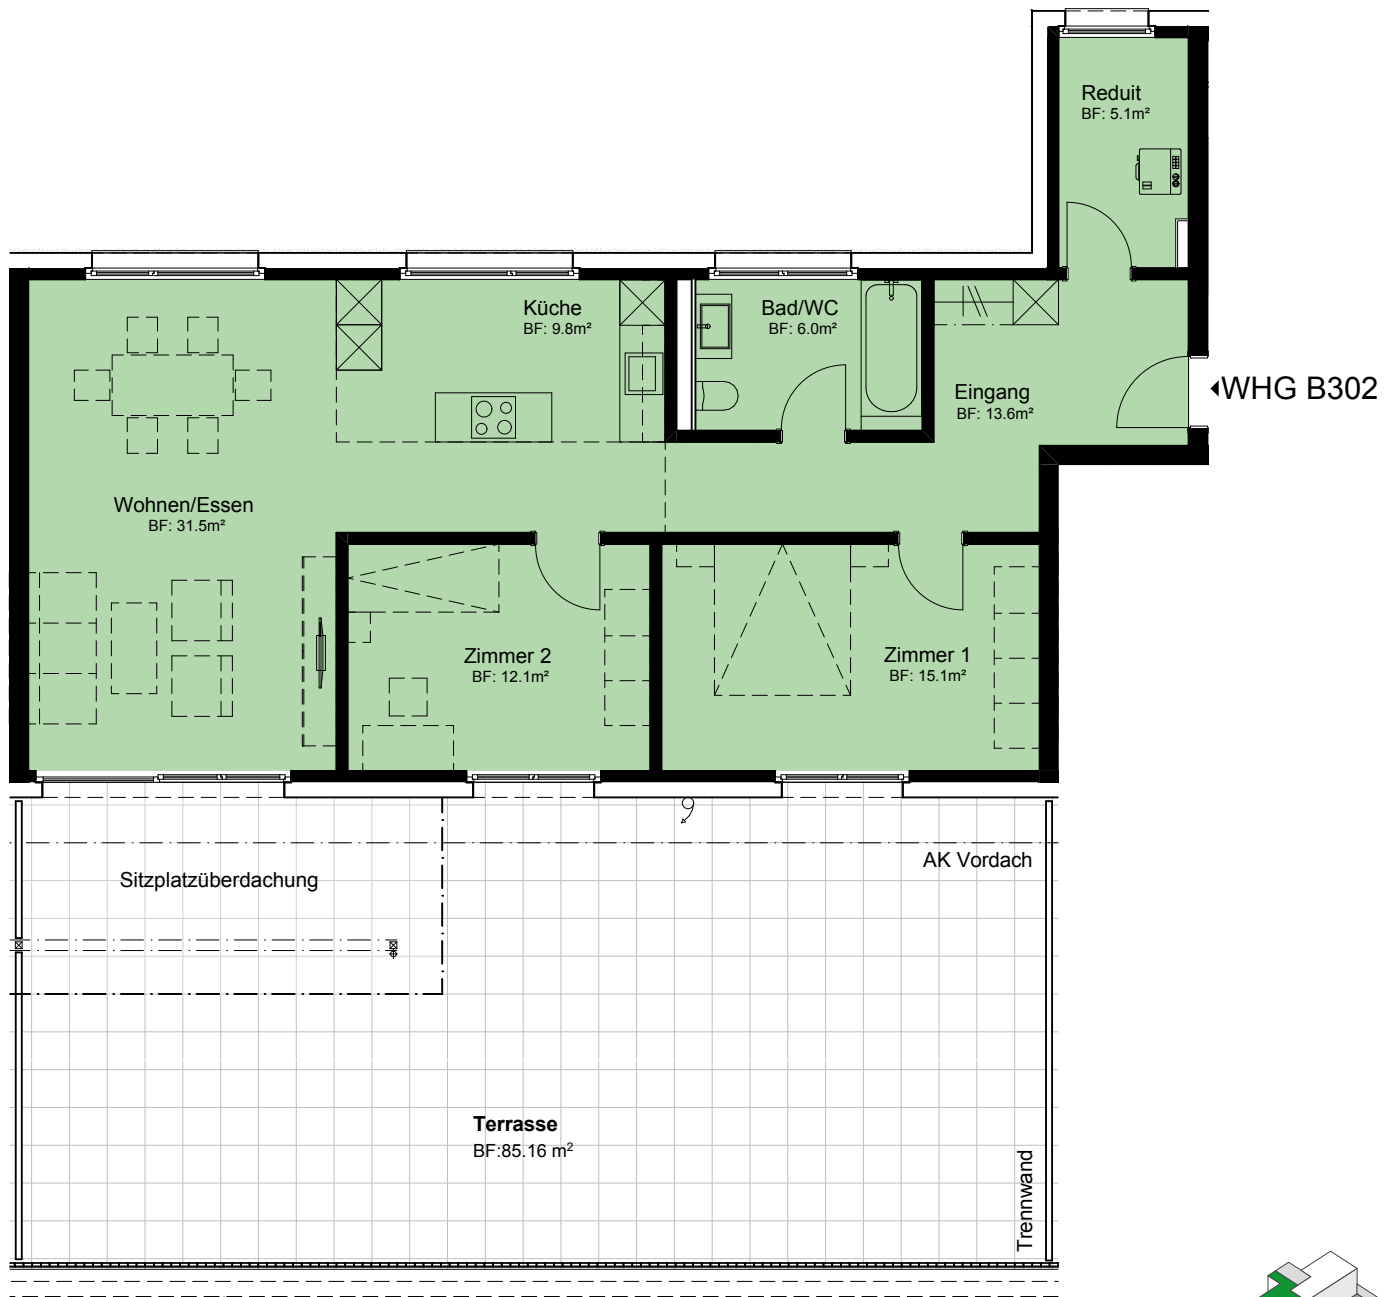 Reduit
BF: 5.1m²
Küche
BF: 9.8m²
Bad/WC
BF: 6.0m²
Eingang
BF: 13.6m²
WHG B302
Wohnen/Essen
BF: 31.5m²
Zimmer 2
BF: 12.1m²
Zimmer 1
BF: 15.1m²
AK Vordach
Sitzplatzüberdachung
Terrasse
BF:85.16 m²
Trennwand